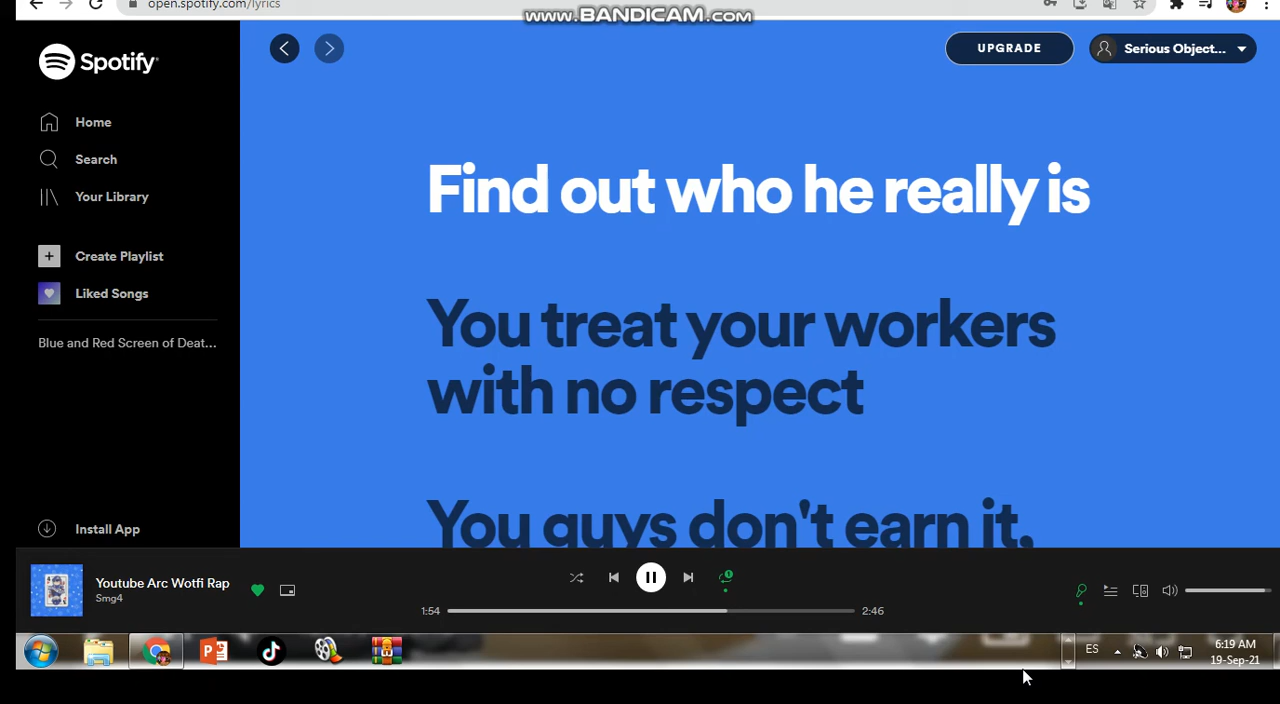 open.spotify.com/lyrics
www.BANDICAM.com
Spotify
UPGRADE
Serious Object...
Home
Search
Your Library
Create Playlist
Liked Songs
Blue and Red Screen of Deat...
Install App
Find out who he really is
You treat your workers
with no respect
You guys don't earn it,
Youtube Arc Wotfi Rap
Smg4
1
1:54
2:46
ES
6:19 AM
19-Sep-21